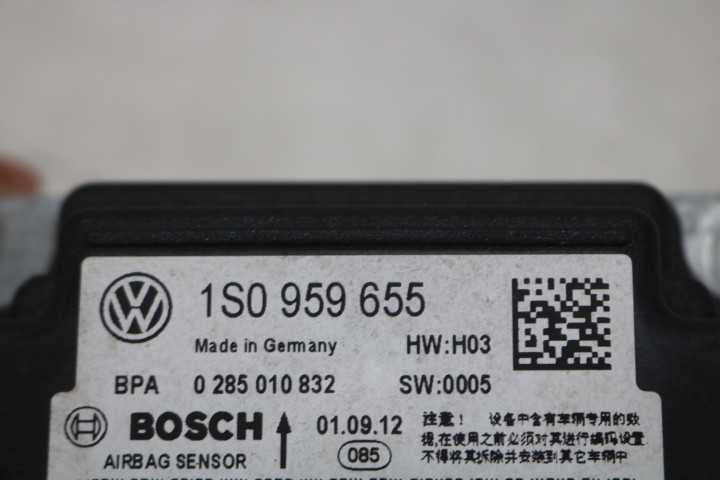 1S0 959 655
Made in Germany
HW:H03
BPA 0 285 010 832
SW:0005
BOSCH
01.09.12
AIRBAG SENSOR
085
注意！ 设备中含有车辆专用的数
据,在使用之前必须对其进行编码设置.
不得将其拆除并安装到其它车辆中